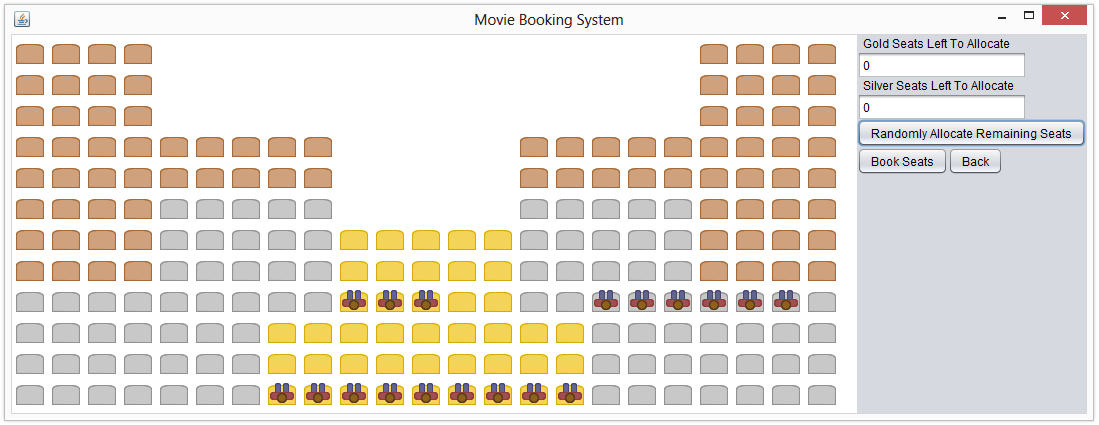 Movie Booking System
Gold Seats Left To Allocate
0
Silver Seats Left To Allocate
0
Randomly Allocate Remaining Seats
Book Seats Back